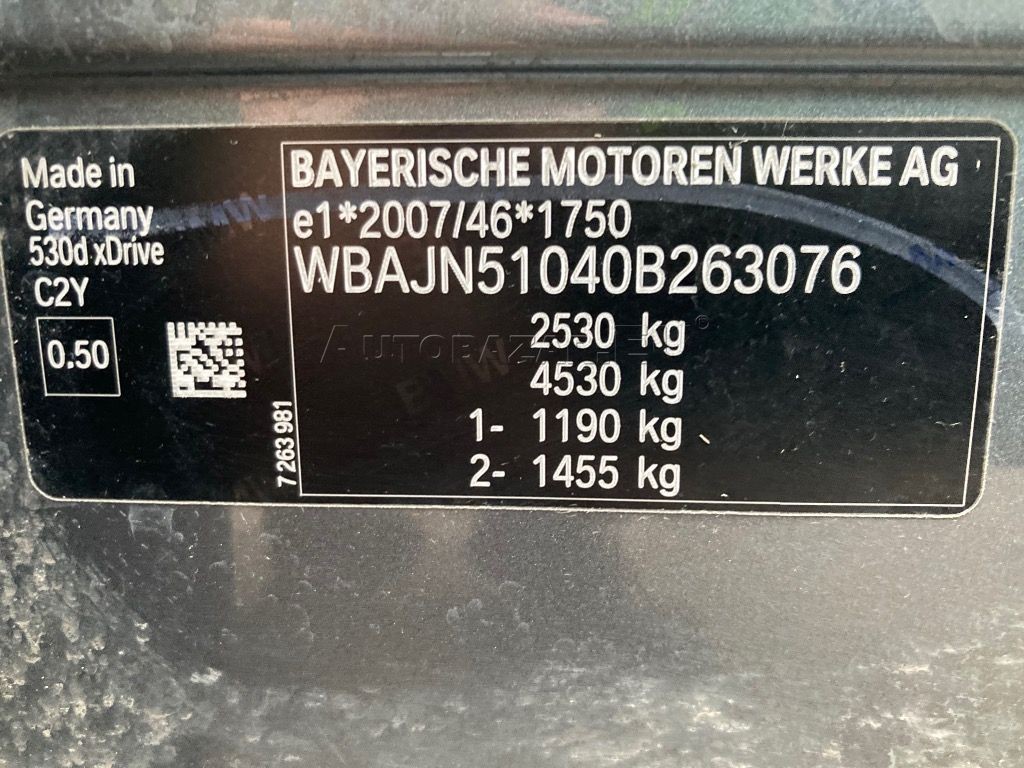 Made in
Germany
530d xDrive
C2Y
0.50
7 263 981
BAYERISCHE MOTOREN WERKE AG
e1*2007/46*1750
WBAJN51040B263076
2530 kg
4530 kg
1- 1190 kg
2- 1455 kg